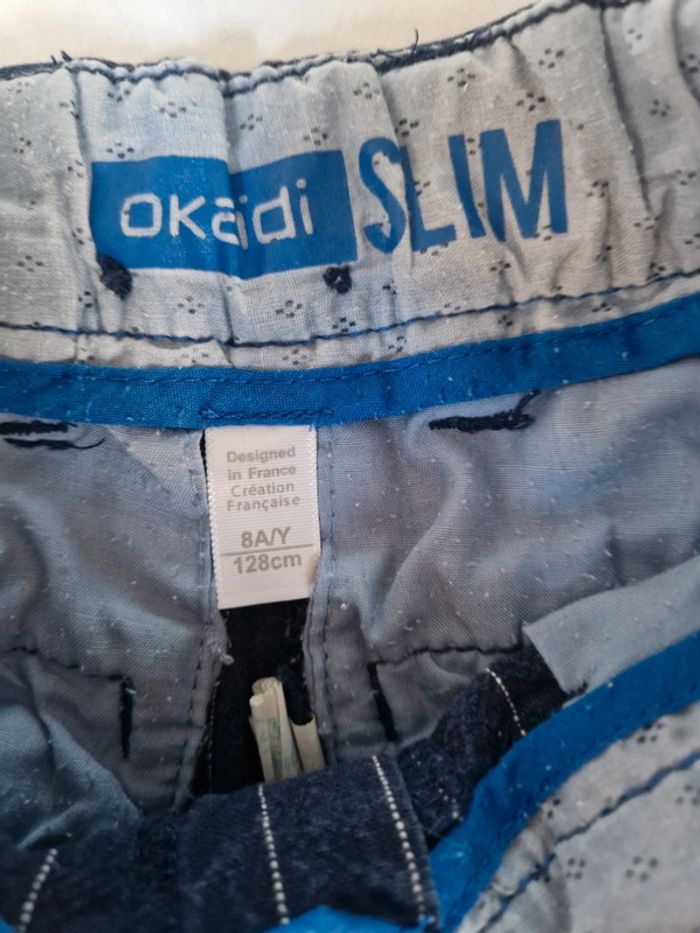 okaïdi SLIM
Designed
in France
Création
Française
8A/Y
128cm